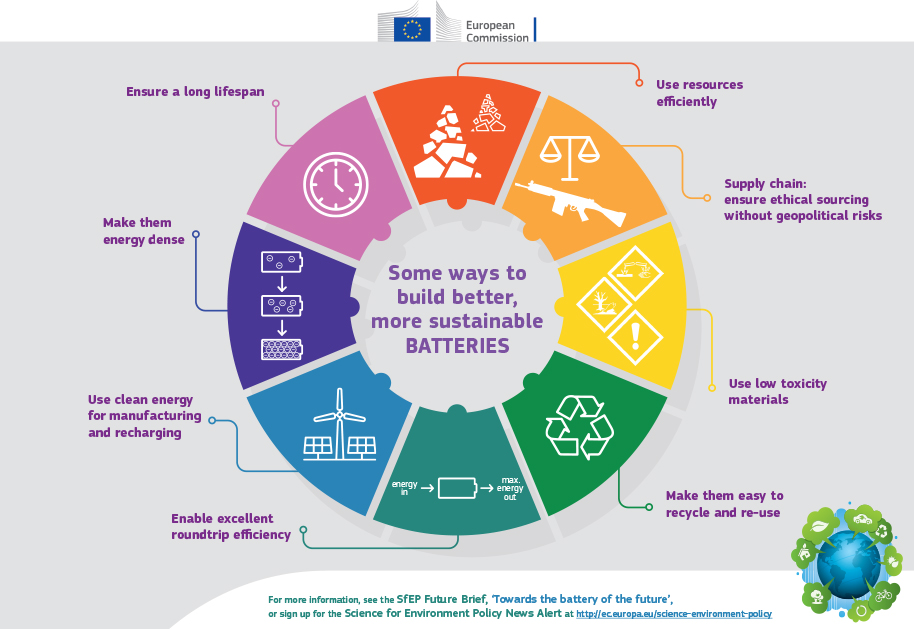 European
Commission
Ensure a long lifespan
Use resources
efficiently
Supply chain:
ensure ethical sourcing
without geopolitical risks
Make them
energy dense
Some ways to
build better,
more sustainable
BATTERIES
Use low toxicity
materials
Use clean energy
for manufacturing
and recharging
energy
in
max.
energy
out
Make them easy to
recycle and re-use
Enable excellent
roundtrip efficiency
For more information, see the SfEP Future Brief, ‘Towards the battery of the future’,
or sign up for the Science for Environment Policy News Alert at http://ec.europa.eu/science-environment-policy